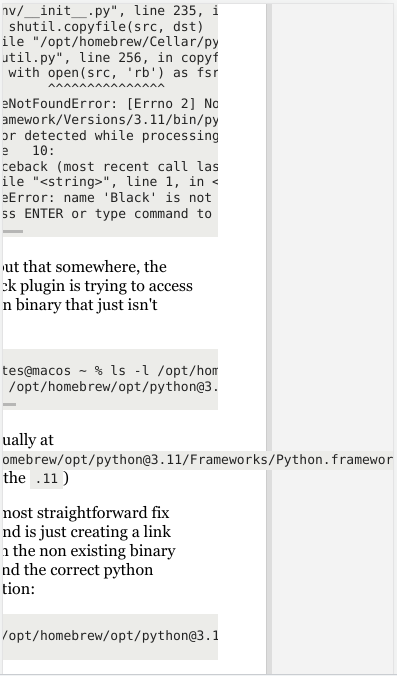 nv/__init__.py", line 235, i
shutil.copyfile(src, dst)
ile "/opt/homebrew/Cellar/py
util.py", line 256, in copyf
with open(src, 'rb') as fsr
^^^^^^^^^^^^^^^
eNotFoundError: [Errno 2] No
amework/Versions/3.11/bin/py
or detected while processing
e   10:
ceback (most recent call las
ile "<string>", line 1, in <
eError: name 'Black' is not
ss ENTER or type command to
out that somewhere, the
ck plugin is trying to access
n binary that just isn't
tes@macos ~ % ls -l /opt/hom
/opt/homebrew/opt/python@3.
ually at
omebrew/opt/python@3.11/Frameworks/Python.framewor
the .11 )
most straightforward fix
nd is just creating a link
n the non existing binary
nd the correct python
tion:
/opt/homebrew/opt/python@3.1